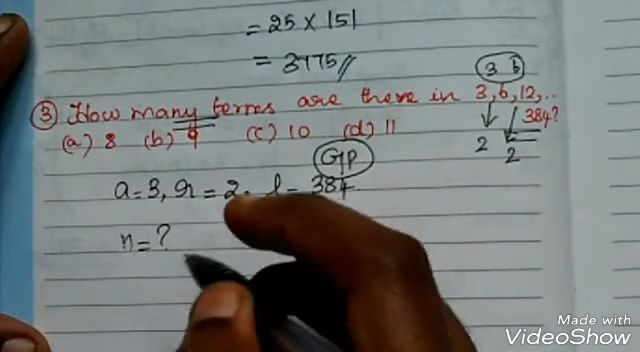 = 25 × 151
= 3775//
3 6
③ How many terms are there in 3, 6, 12, ..
384?
(a) 8 (b) 9 (c) 10 (d) 11
2
2
GP
a = 3, r = 2, l = 384
n = ?
Made with
VideoShow